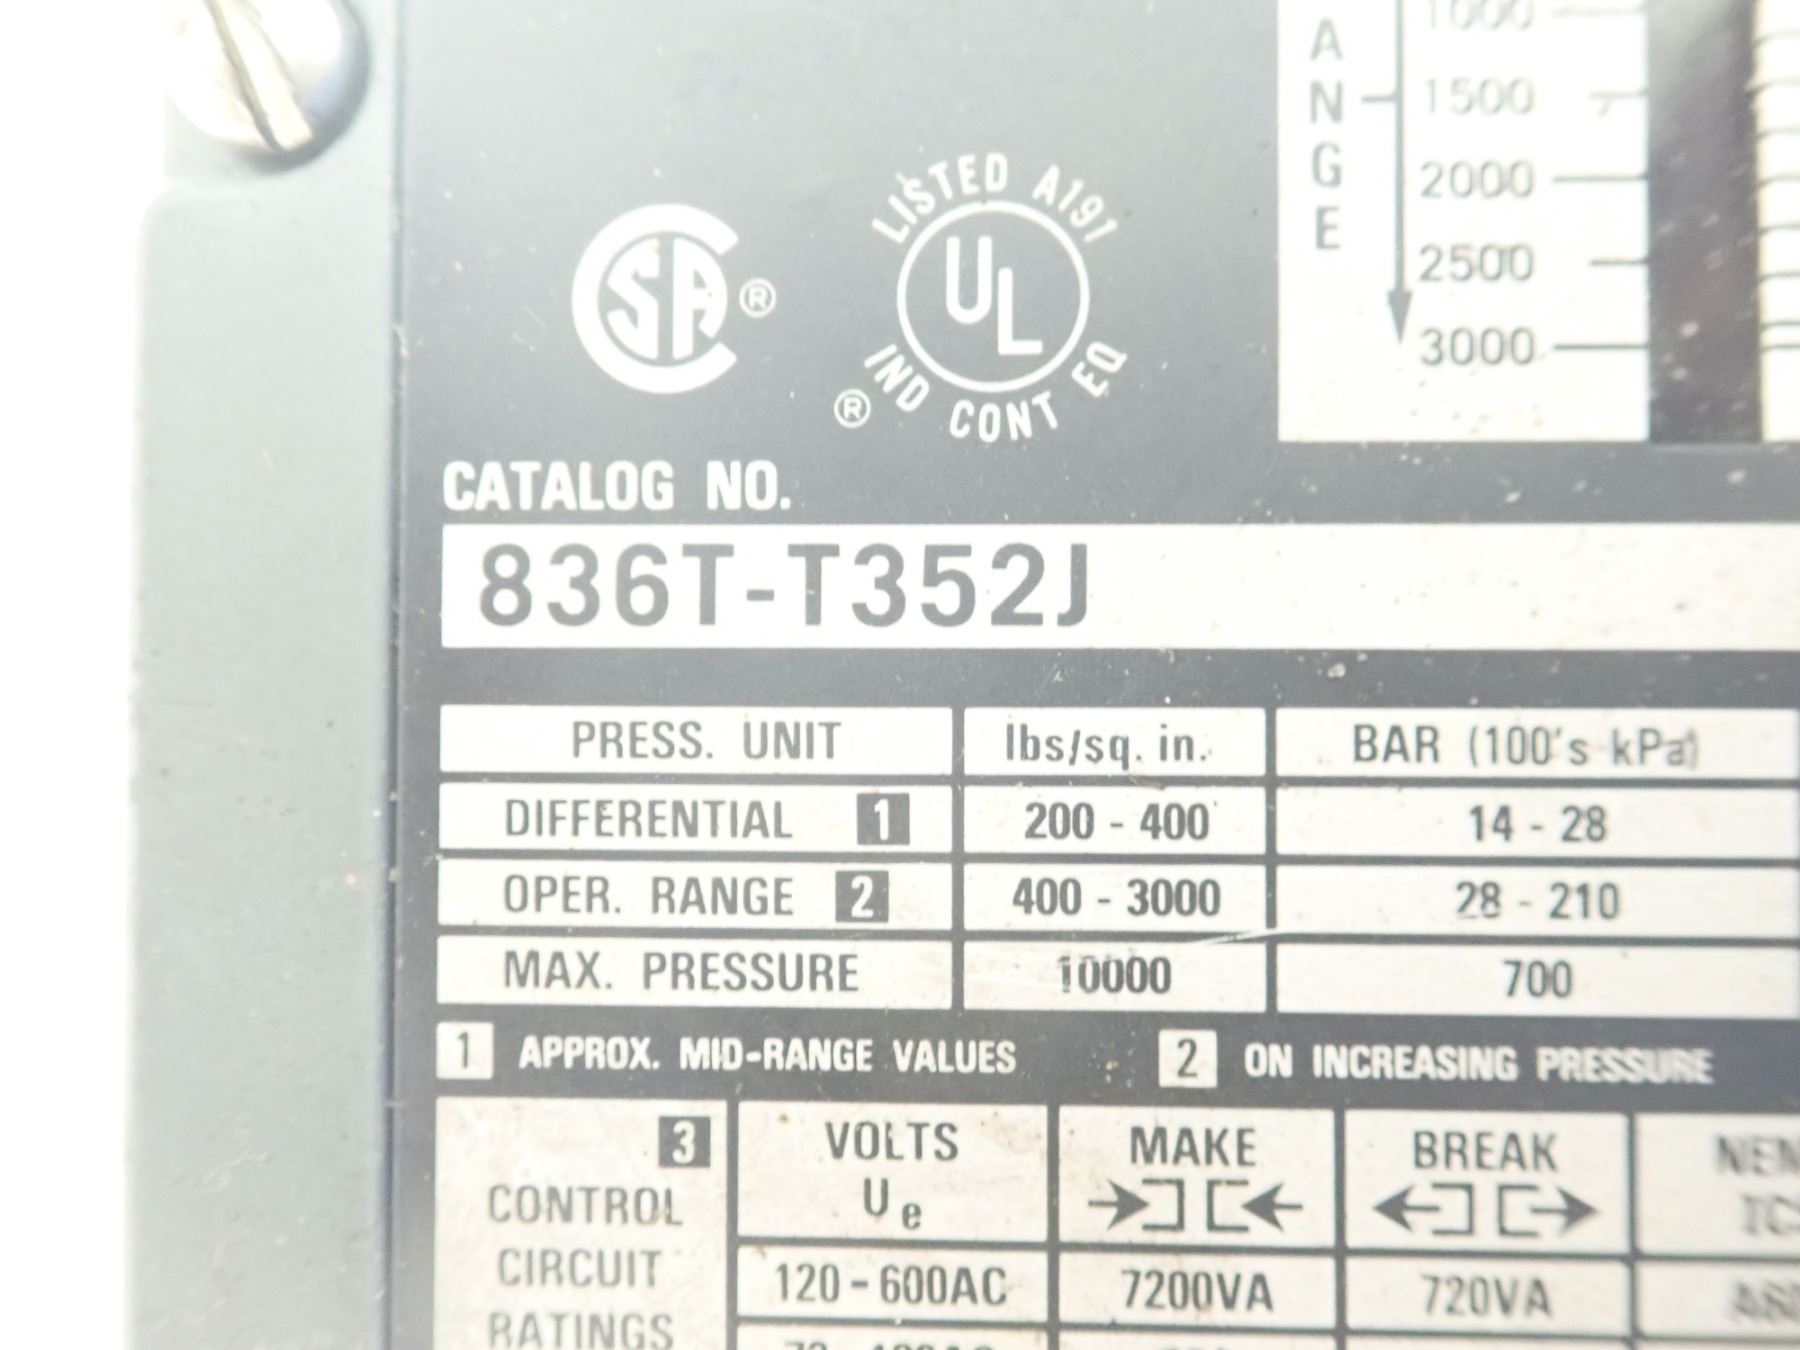 ANGE
1000
1500
2000
2500
3000
CSA ®
LISTED A191
UL
® IND CONT EQ
CATALOG NO.
836T-T352J
PRESS. UNIT lbs/sq. in. BAR (100's kPa)
DIFFERENTIAL 1 200 - 400 14 - 28
OPER. RANGE 2 400 - 3000 28 - 210
MAX. PRESSURE 10000 700
1 APPROX. MID-RANGE VALUES 2 ON INCREASING PRESSURE
3 VOLTS MAKE BREAK
CONTROL Ue
CIRCUIT 120-600AC 7200VA 720VA
RATINGS